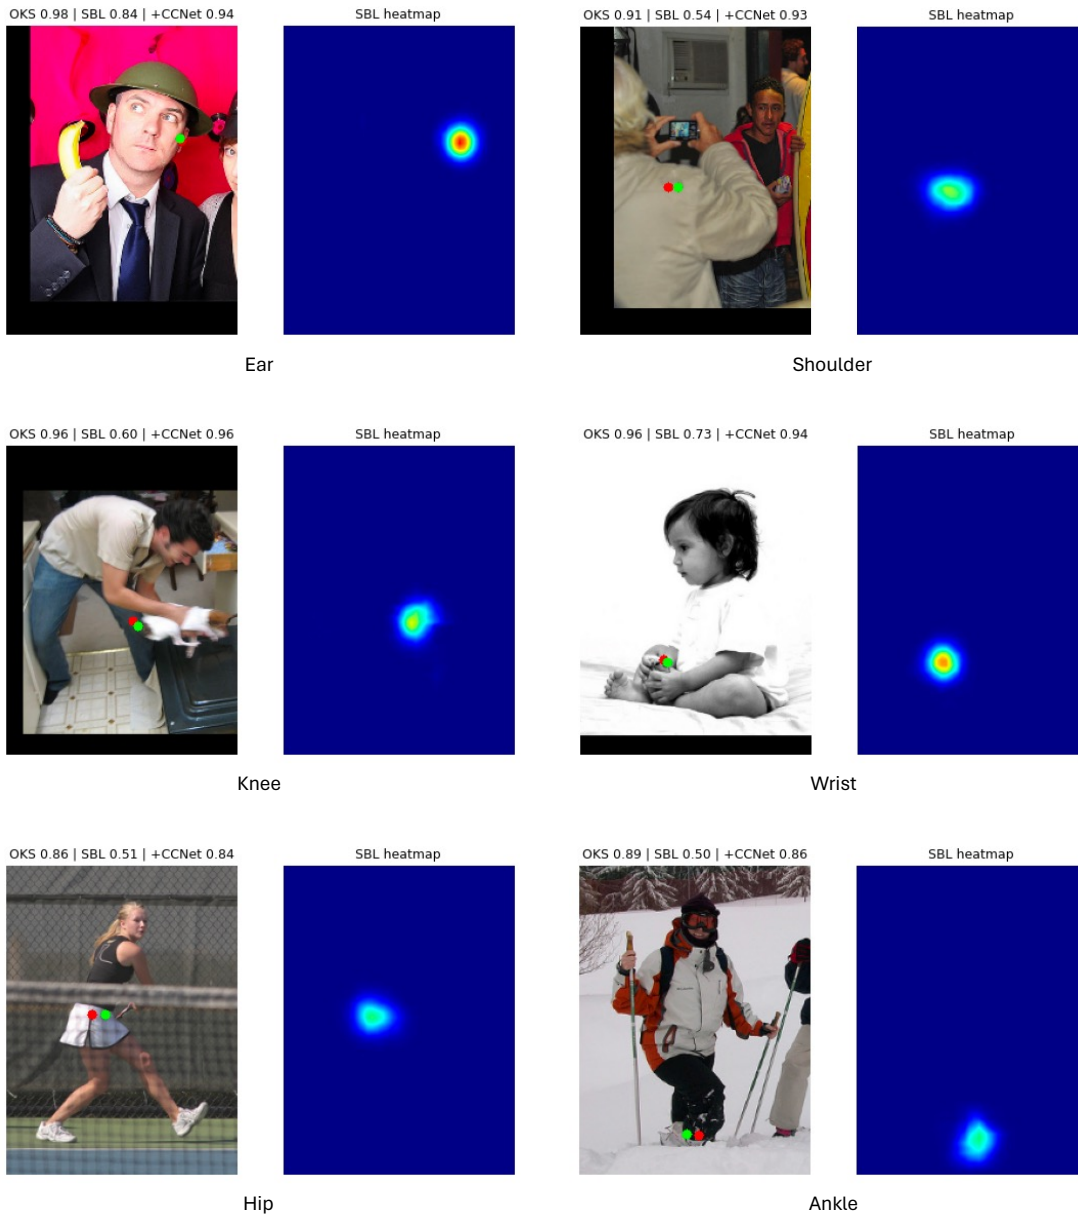 OKS 0.98 | SBL 0.84 | +CCNet 0.94
SBL heatmap
OKS 0.91 | SBL 0.54 | +CCNet 0.93
SBL heatmap
Ear
Shoulder
OKS 0.96 | SBL 0.60 | +CCNet 0.96
SBL heatmap
OKS 0.96 | SBL 0.73 | +CCNet 0.94
SBL heatmap
Knee
Wrist
OKS 0.86 | SBL 0.51 | +CCNet 0.84
SBL heatmap
OKS 0.89 | SBL 0.50 | +CCNet 0.86
SBL heatmap
Hip
Ankle